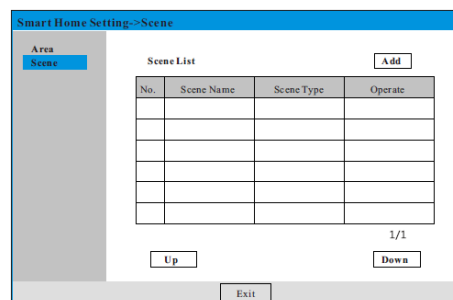 Smart Home Setting->Scene
Area
Scene
Scene List
Add
No. Scene Name Scene Type Operate
1/1
Up
Down
Exit